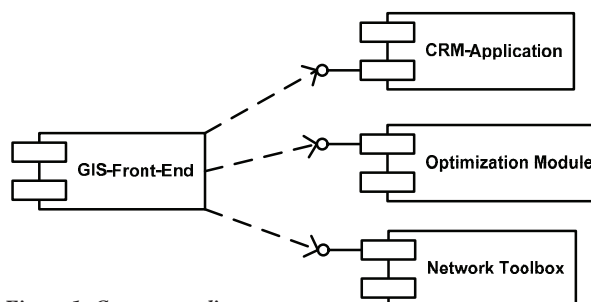 CRM-Application
GIS-Front-End
Optimization Module
Network Toolbox